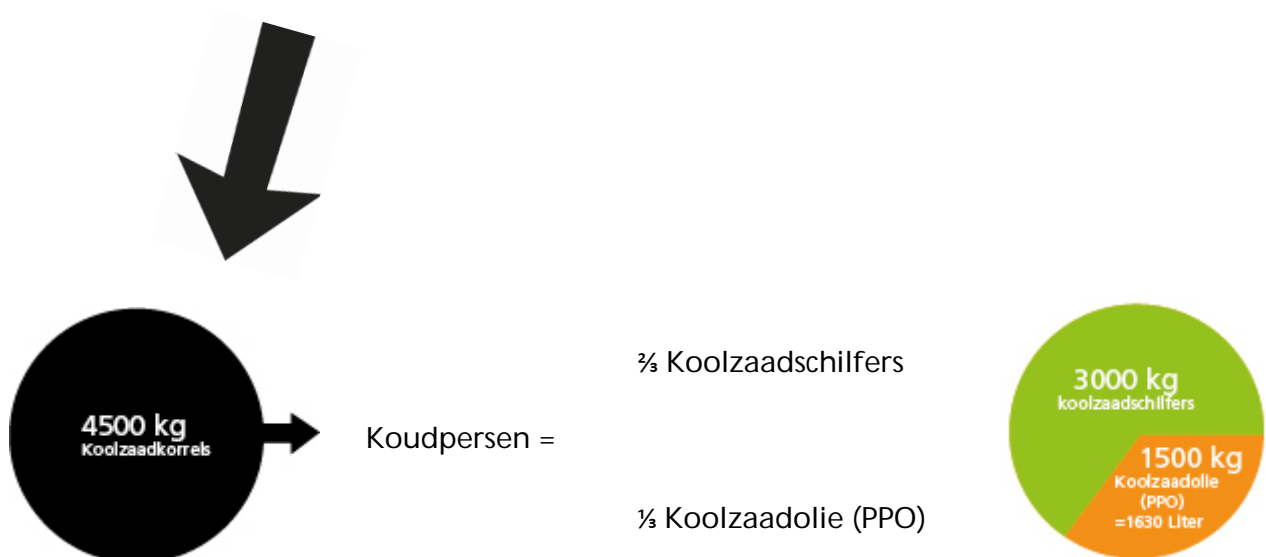 4500 kg
Koolzaadkorrels
Koudpersen =
⅔ Koolzaadschilfers
⅓ Koolzaadolie (PPO)
3000 kg
koolzaadschilfers
1500 kg
Koolzaadolie
(PPO)
=1630 Liter